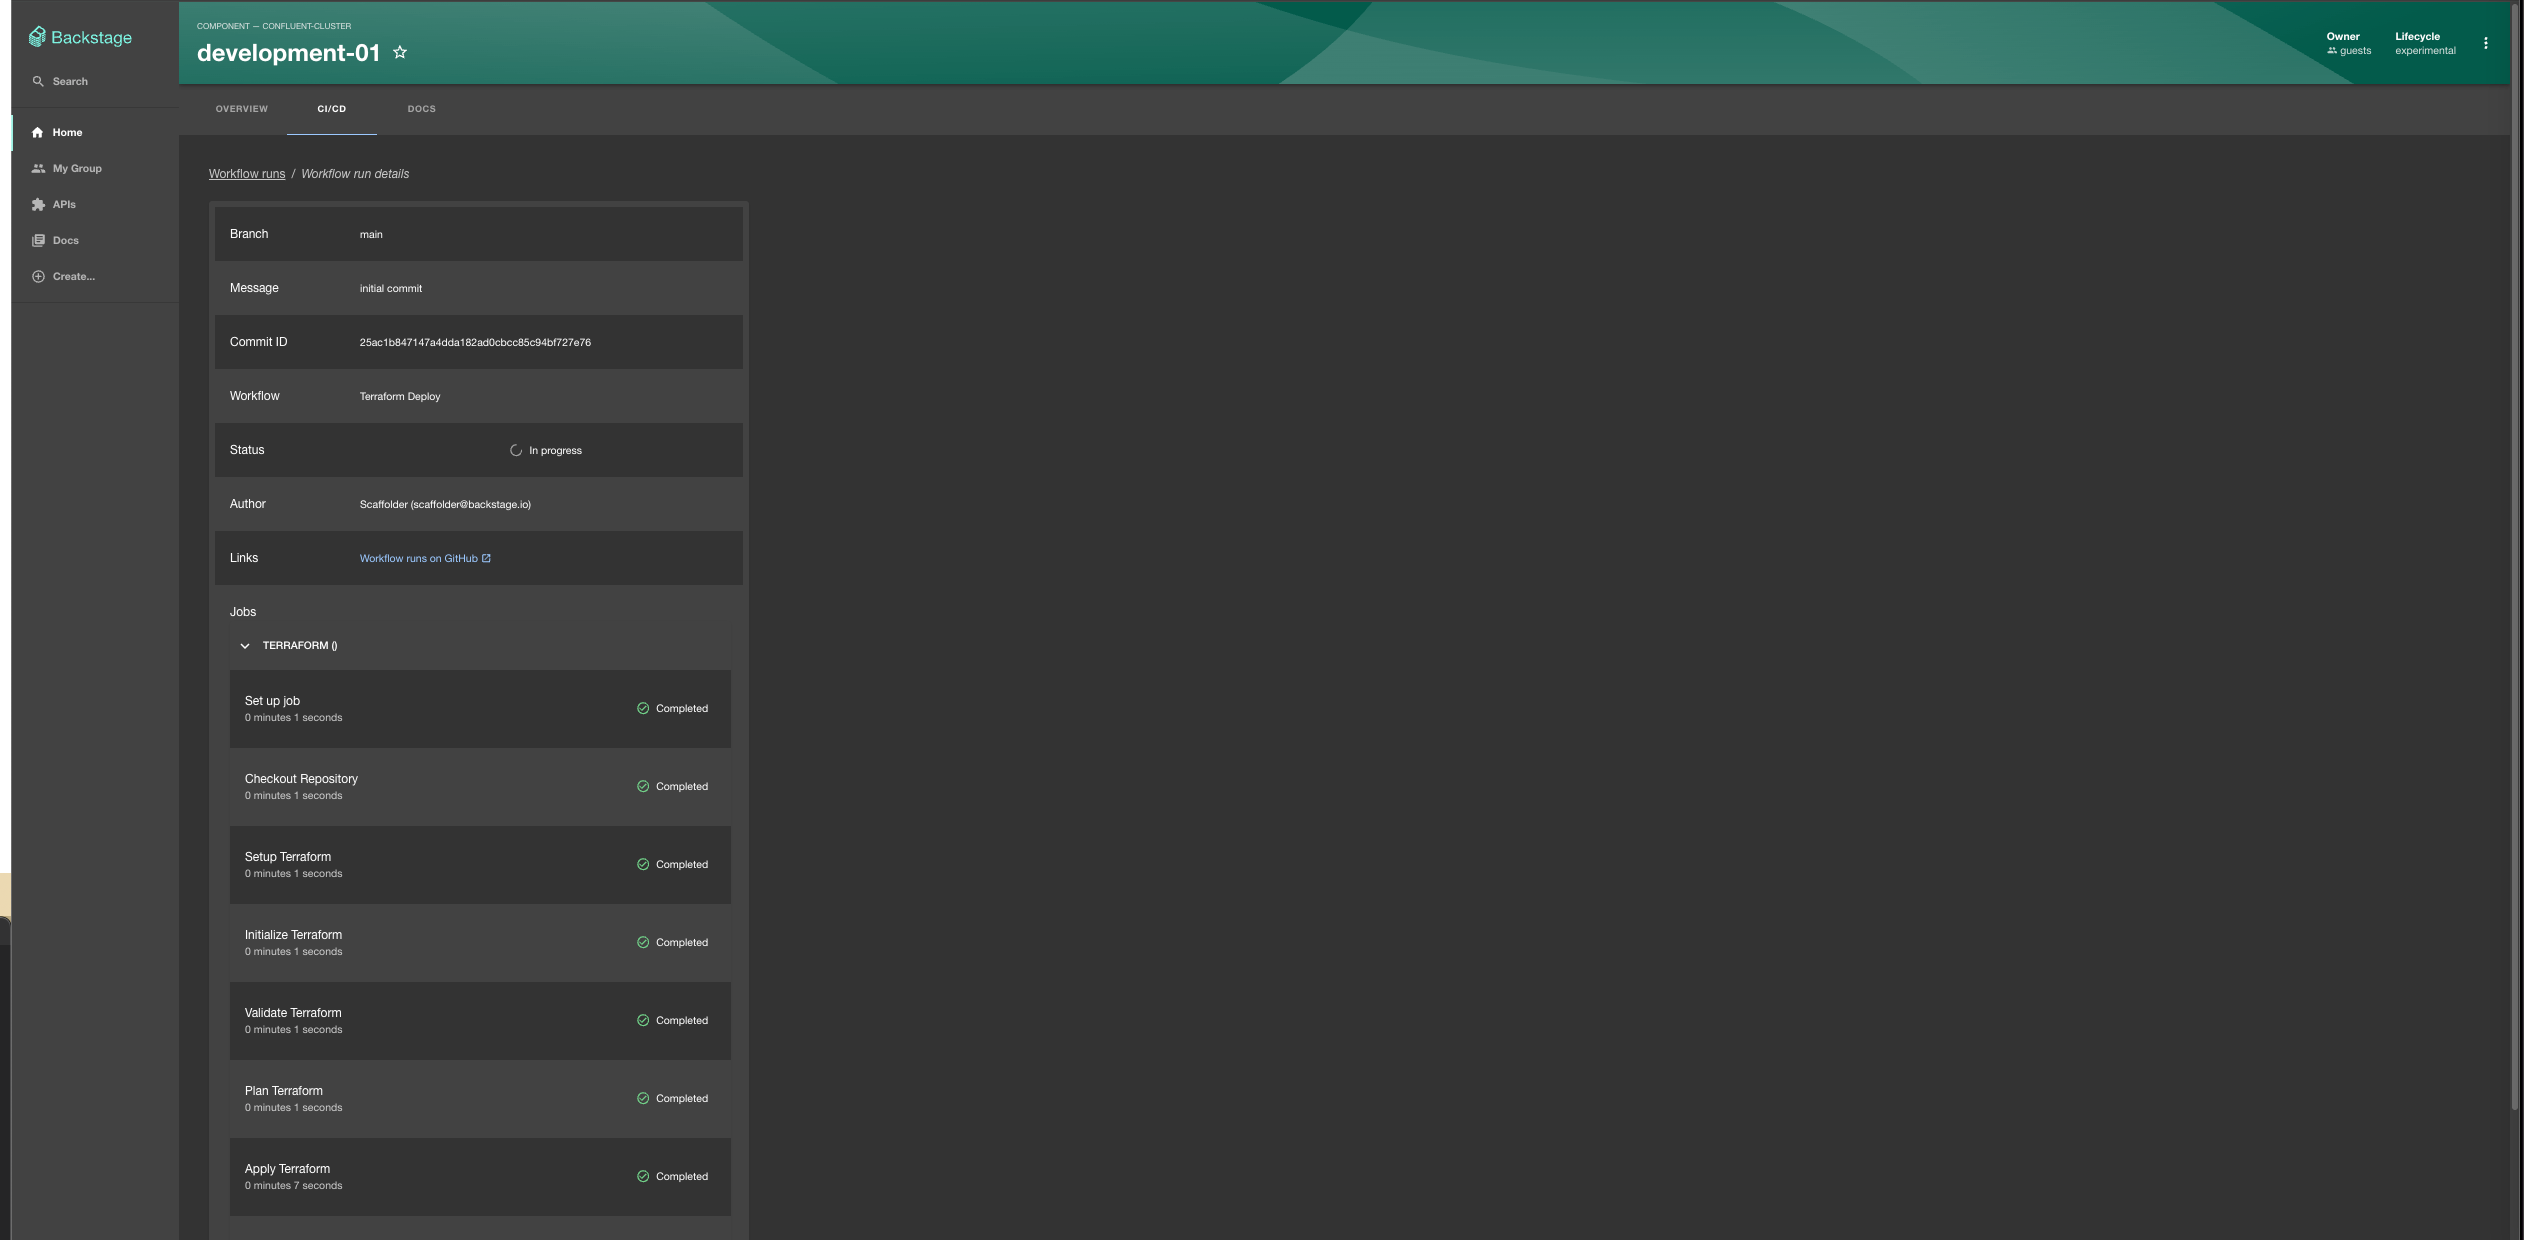 Backstage
Search
Home
My Group
APIs
Docs
Create...
COMPONENT — CONFLUENT-CLUSTER
development-01
Owner
guests
Lifecycle
experimental
OVERVIEW
CI/CD
DOCS
Workflow runs / Workflow run details
Branch main
Message initial commit
Commit ID 25ac1b847147a4dda182ad0cbcc85c94bf727e76
Workflow Terraform Deploy
Status In progress
Author Scaffolder (scaffolder@backstage.io)
Links Workflow runs on GitHub
Jobs
TERRAFORM ()
Set up job
0 minutes 1 seconds
Completed
Checkout Repository
0 minutes 1 seconds
Completed
Setup Terraform
0 minutes 1 seconds
Completed
Initialize Terraform
0 minutes 1 seconds
Completed
Validate Terraform
0 minutes 1 seconds
Completed
Plan Terraform
0 minutes 1 seconds
Completed
Apply Terraform
0 minutes 7 seconds
Completed